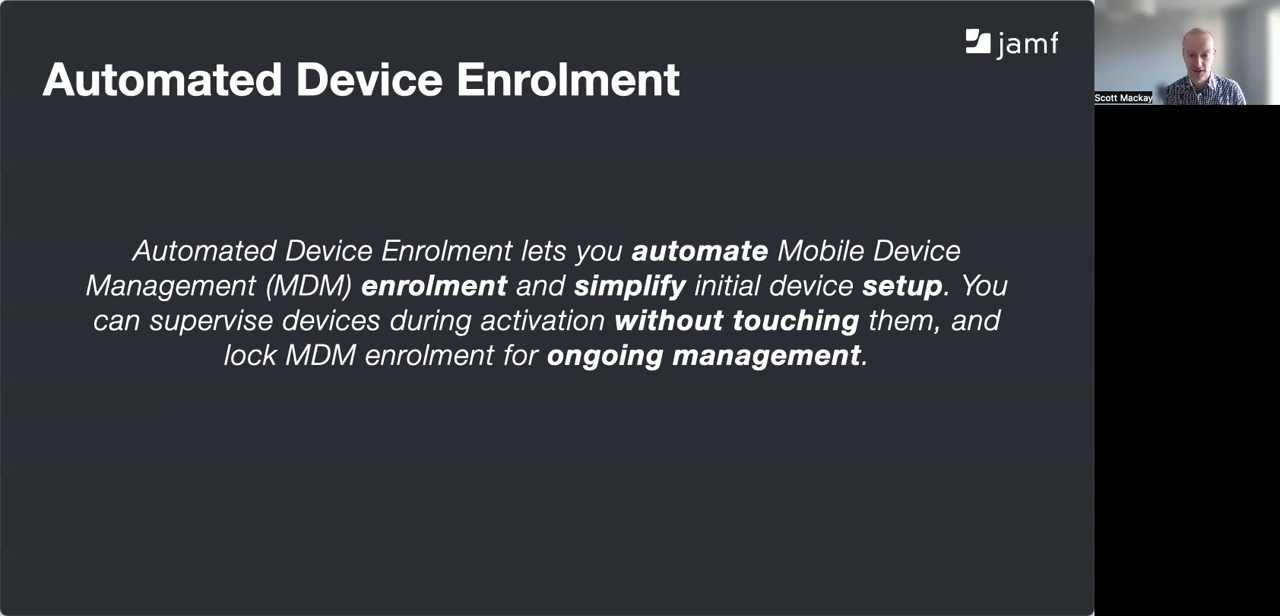 jamf
Automated Device Enrolment
Scott Mackay
Automated Device Enrolment lets you automate Mobile Device
Management (MDM) enrolment and simplify initial device setup. You
can supervise devices during activation without touching them, and
lock MDM enrolment for ongoing management.